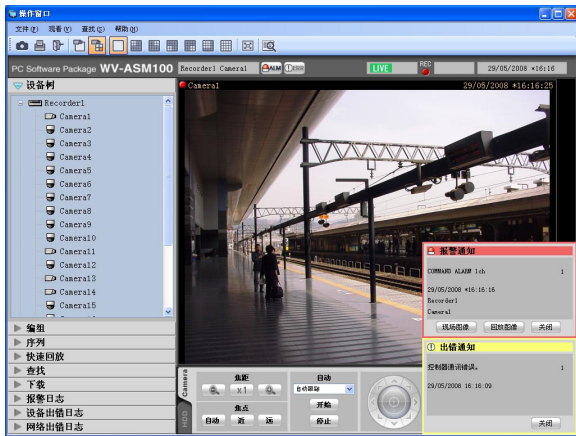 操作窗口
文件(F) 观看(V) 查找(S) 帮助(H)
PC Software Package WV-ASM100
Recorder1 Camera1 ALM ERR LIVE REC 29/05/2008 *16:16
设备树
Recorder1
Camera1
Camera2
Camera3
Camera4
Camera5
Camera6
Camera7
Camera8
Camera9
Camera10
Camera11
Camera12
Camera13
Camera14
Camera15
编组
序列
快速回放
查找
下载
报警日志
设备出错日志
网络出错日志
Camera1 29/05/2008 *16:16:25
Camera
HDD
焦距
x1
焦点
自动 近 远
自动
自动跟踪
开始
停止
报警通知
COMMAND ALARM 1ch 1
29/05/2008 *16:16:16
Recorder1
Camera1
现场图像 回放图像 关闭
出错通知
控制器通讯错误。 1
29/05/2008 16:16:09
关闭